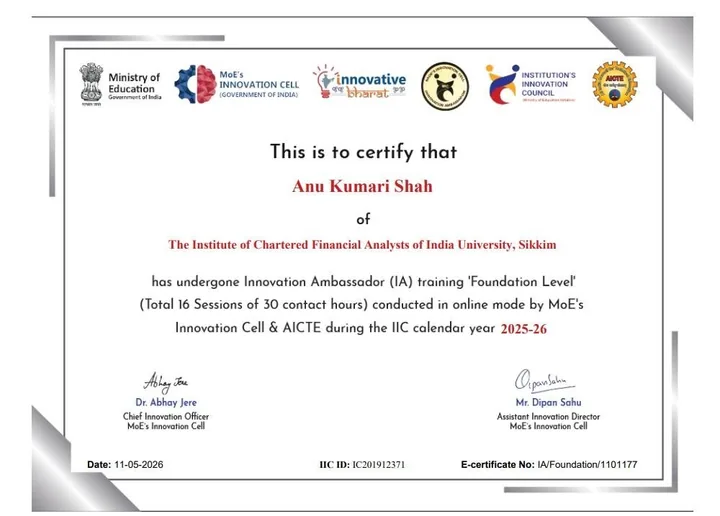 Ministry of
Education
Government of India
MoE's
INNOVATION CELL
(GOVERNMENT OF INDIA)
innovative
bharat
INSTITUTION'S
INNOVATION
COUNCIL
AICTE
This is to certify that
Anu Kumari Shah
of
The Institute of Chartered Financial Analysts of India University, Sikkim
has undergone Innovation Ambassador (IA) training 'Foundation Level'
(Total 16 Sessions of 30 contact hours) conducted in online mode by MoE's
Innovation Cell & AICTE during the IIC calendar year 2025-26
Abhay Jere
Dipan Sahu
Dr. Abhay Jere
Mr. Dipan Sahu
Chief Innovation Officer
Assistant Innovation Director
MoE's Innovation Cell
MoE's Innovation Cell
Date: 11-05-2026
IIC ID: IC201912371
E-certificate No: IA/Foundation/1101177